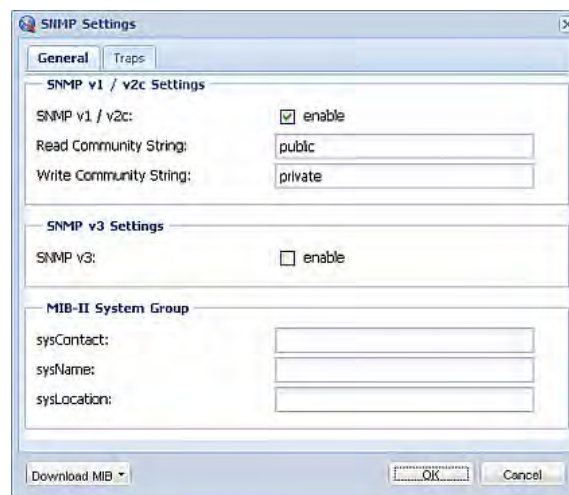 SNMP Settings
General Traps
SNMP v1 / v2c Settings
SNMP v1 / v2c: enable
Read Community String: public
Write Community String: private
SNMP v3 Settings
SNMP v3: enable
MIB-II System Group
sysContact:
sysName:
sysLocation:
Download MIB OK Cancel